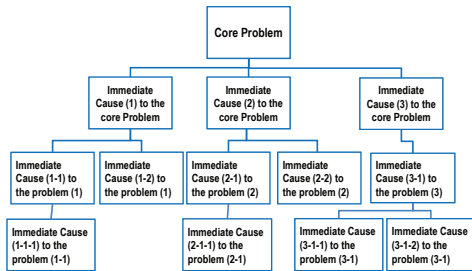 Core Problem
Immediate
Cause (1) to the
core Problem
Immediate
Cause (2) to the
core Problem
Immediate
Cause (3) to the
core Problem
Immediate
Cause (1-1) to
the problem (1)
Immediate
Cause (1-2) to
the problem (1)
Immediate
Cause (2-1) to
the problem (2)
Immediate
Cause (2-2) to
the problem (2)
Immediate
Cause (3-1) to
the problem (3)
Immediate Cause
(1-1-1) to the
problem (1-1)
Immediate Cause
(2-1-1) to the
problem (2-1)
Immediate Cause
(3-1-1) to the
problem (3-1)
Immediate Cause
(3-1-2) to the
problem (3-1)